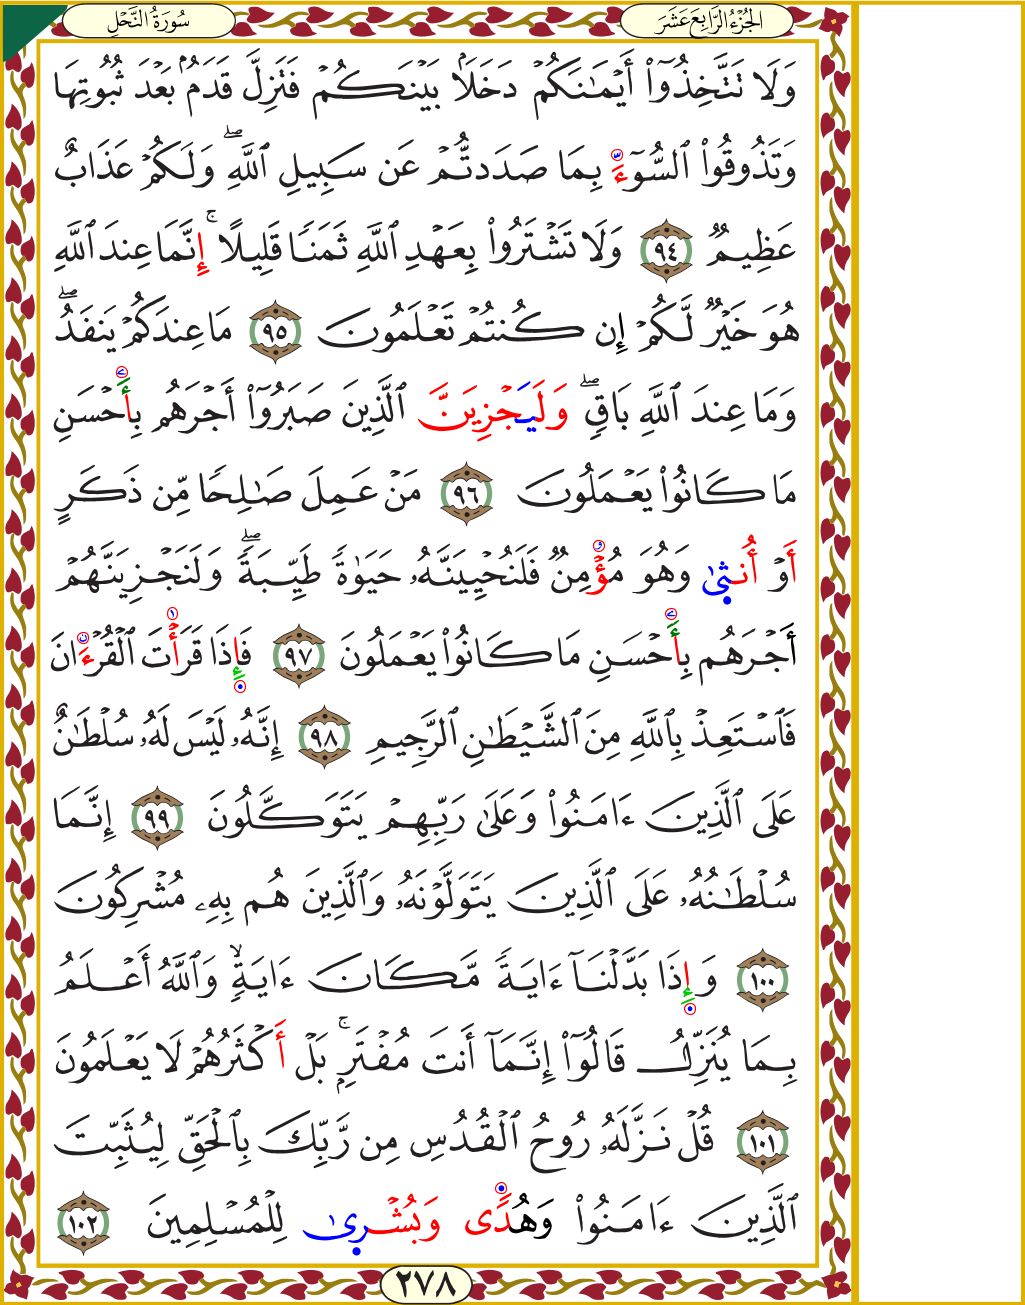 الجُزْءُ الرَّابِعَ عَشَرَ
سُورَةُ النَّحْلِ
وَلَا تَتَّخِذُوٓا۟ أَيْمَـٰنَكُمْ دَخَلًۢا بَيْنَكُمْ فَتَزِلَّ قَدَمٌۢ بَعْدَ ثُبُوتِهَا
وَتَذُوقُوا۟ ٱلسُّوٓءَ بِمَا صَدَدتُّمْ عَن سَبِيلِ ٱللَّهِ ۖ وَلَكُمْ عَذَابٌ
عَظِيمٌ ٩٤ وَلَا تَشْتَرُوا۟ بِعَهْدِ ٱللَّهِ ثَمَنًا قَلِيلًا ۚ إِنَّمَا عِندَ ٱللَّهِ
هُوَ خَيْرٌ لَّكُمْ إِن كُنتُمْ تَعْلَمُونَ ٩٥ مَا عِندَكُمْ يَنفَدُ ۖ
وَمَا عِندَ ٱللَّهِ بَاقٍ ۖ وَلَيَجْزِيَنَّ ٱلَّذِينَ صَبَرُوٓا۟ أَجْرَهُم بِأَحْسَنِ
مَا كَانُوا۟ يَعْمَلُونَ ٩٦ مَنْ عَمِلَ صَـٰلِحًا مِّن ذَكَرٍ
أَوْ أُنثِىٰ وَهُوَ مُؤْمِنٌ فَلَنُحْيِيَنَّهُۥ حَيَوٰةً طَيِّبَةً ۖ وَلَنَجْزِيَنَّهُمْ
أَجْرَهُم بِأَحْسَنِ مَا كَانُوا۟ يَعْمَلُونَ ٩٧ فَإِذَا قَرَأْتَ ٱلْقُرْءَانَ
فَٱسْتَعِذْ بِٱللَّهِ مِنَ ٱلشَّيْطَـٰنِ ٱلرَّجِيمِ ٩٨ إِنَّهُۥ لَيْسَ لَهُۥ سُلْطَـٰنٌ
عَلَى ٱلَّذِينَ ءَامَنُوا۟ وَعَلَىٰ رَبِّهِمْ يَتَوَكَّلُونَ ٩٩ إِنَّمَا
سُلْطَـٰنُهُۥ عَلَى ٱلَّذِينَ يَتَوَلَّوْنَهُۥ وَٱلَّذِينَ هُم بِهِۦ مُشْرِكُونَ
١٠٠ وَإِذَا بَدَّلْنَآ ءَايَةً مَّكَانَ ءَايَةٍ ۙ وَٱللَّهُ أَعْلَمُ
بِمَا يُنَزِّلُ قَالُوٓا۟ إِنَّمَآ أَنتَ مُفْتَرٍۭ ۚ بَلْ أَكْثَرُهُمْ لَا يَعْلَمُونَ
١٠١ قُلْ نَزَّلَهُۥ رُوحُ ٱلْقُدُسِ مِن رَّبِّكَ بِٱلْحَقِّ لِيُثَبِّتَ
ٱلَّذِينَ ءَامَنُوا۟ وَهُدًى وَبُشْرِىٰ لِلْمُسْلِمِينَ ١٠٢
٢٧٨